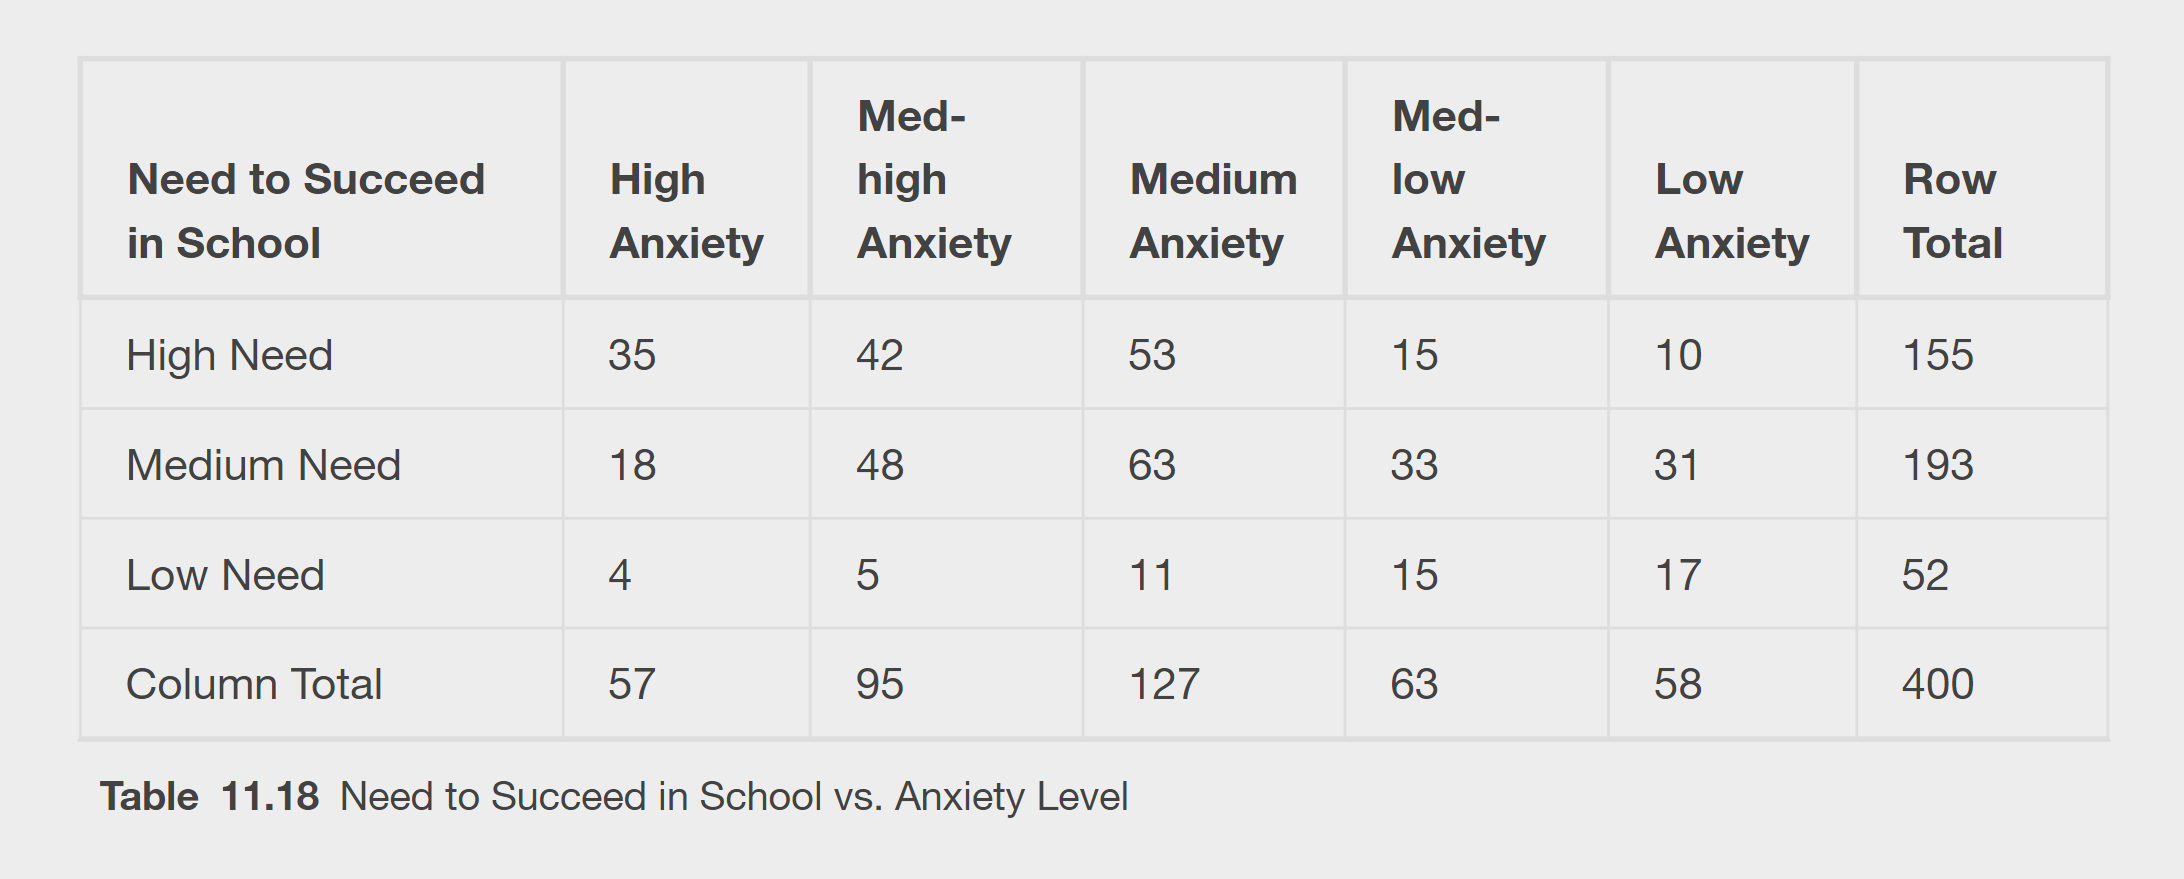 Need to Succeed in School | High Anxiety | Med-high Anxiety | Medium Anxiety | Med-low Anxiety | Low Anxiety | Row Total
High Need | 35 | 42 | 53 | 15 | 10 | 155
Medium Need | 18 | 48 | 63 | 33 | 31 | 193
Low Need | 4 | 5 | 11 | 15 | 17 | 52
Column Total | 57 | 95 | 127 | 63 | 58 | 400
Table 11.18 Need to Succeed in School vs. Anxiety Level